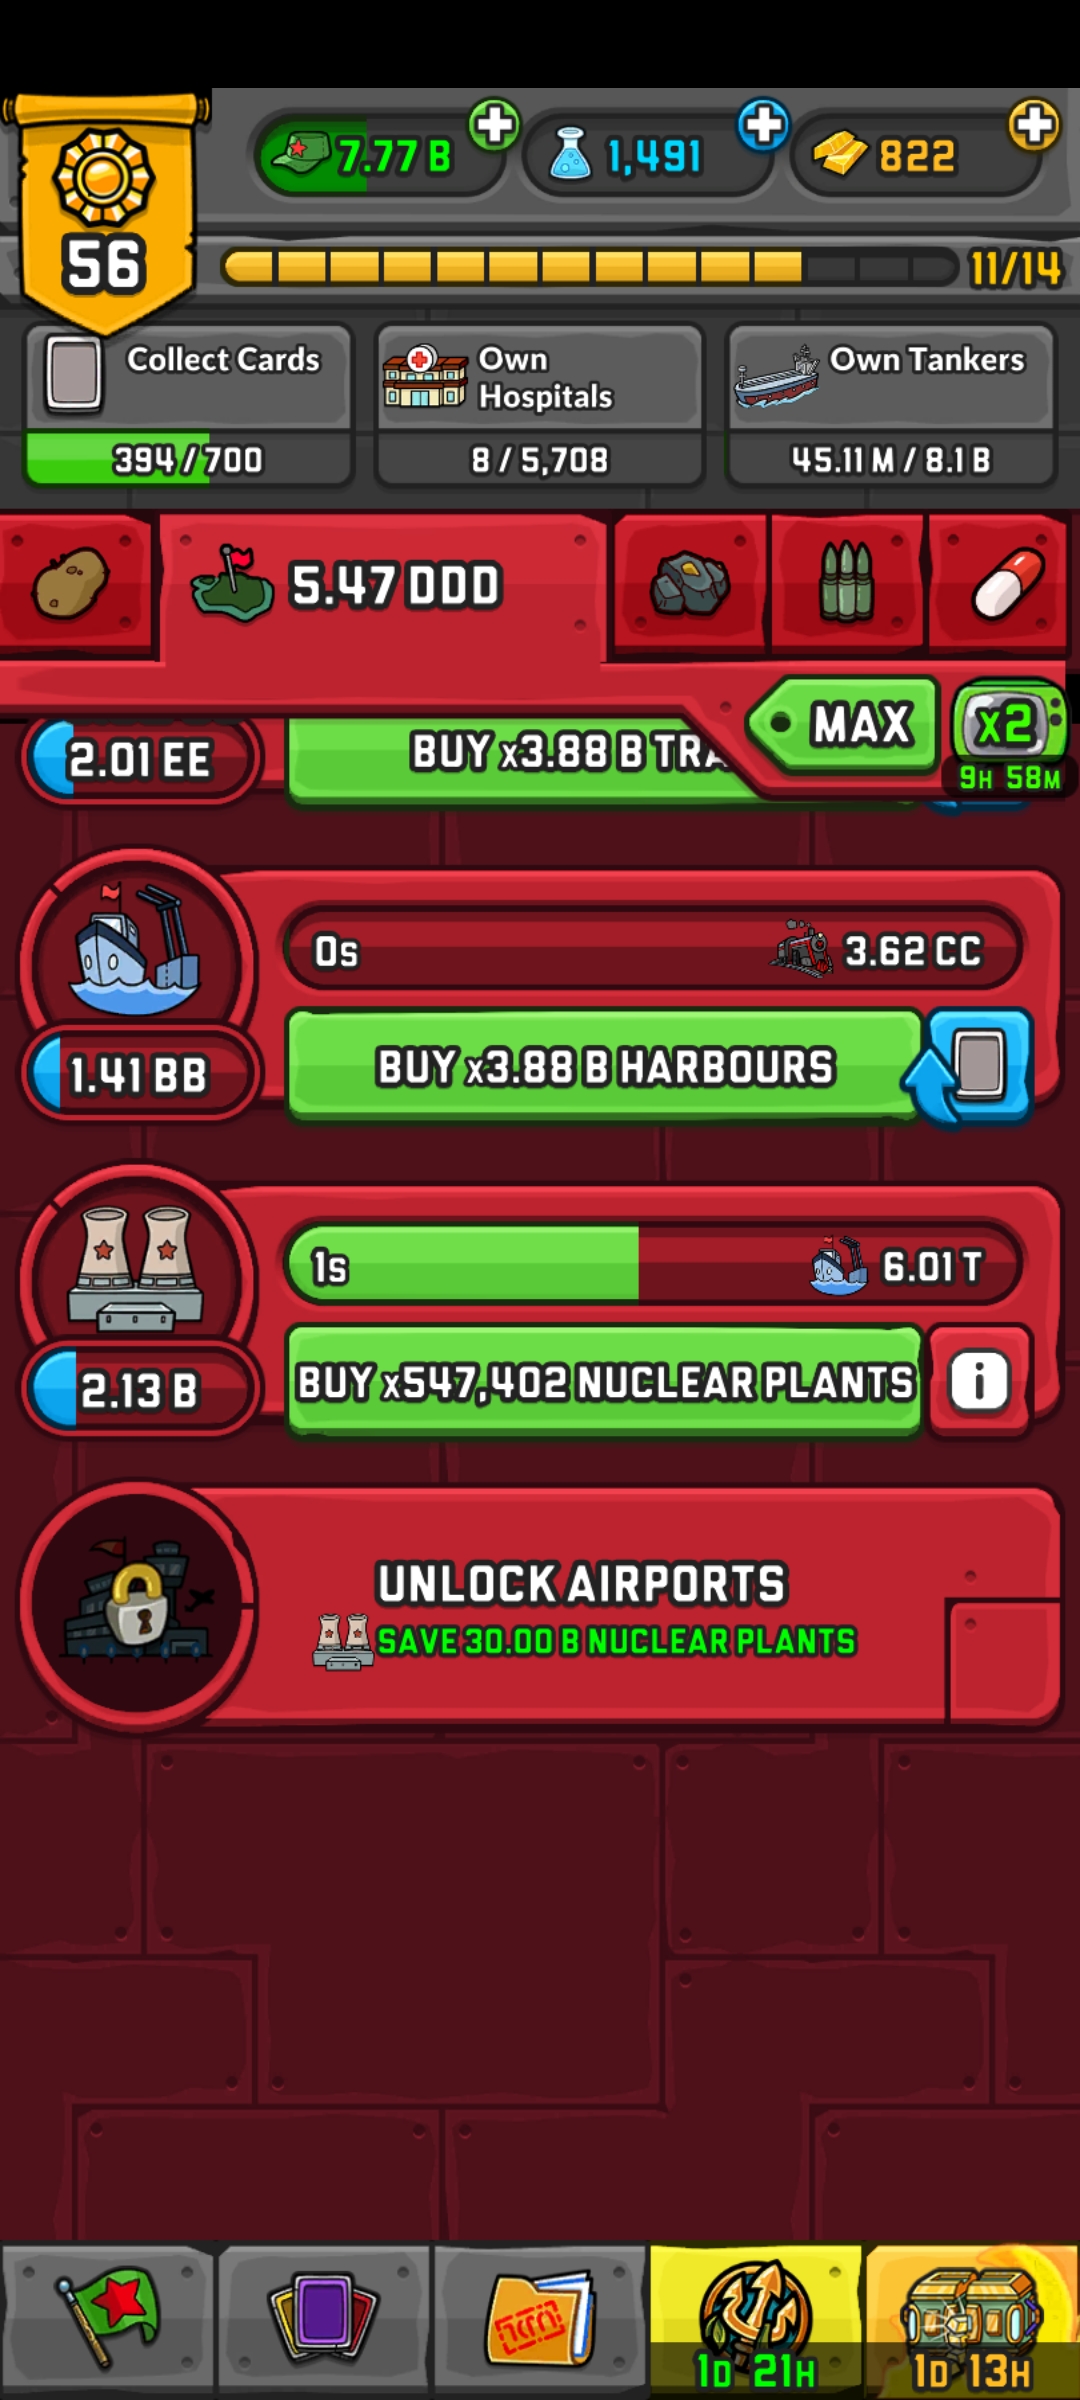 56
7.77 B
1,491
822
11/14
Collect Cards
394 / 700
Own
Hospitals
8 / 5,708
Own Tankers
45.11 M / 8.1 B
5.47 DDD
MAX
X2
9H 58M
2.01 EE
BUY x3.88 B TRA
0s
3.62 CC
1.41 BB
BUY x3.88 B HARBOURS
1s
6.01 T
2.13 B
BUY x547,402 NUCLEAR PLANTS
i
UNLOCK AIRPORTS
SAVE 30.00 B NUCLEAR PLANTS
1D 21H
1D 13H